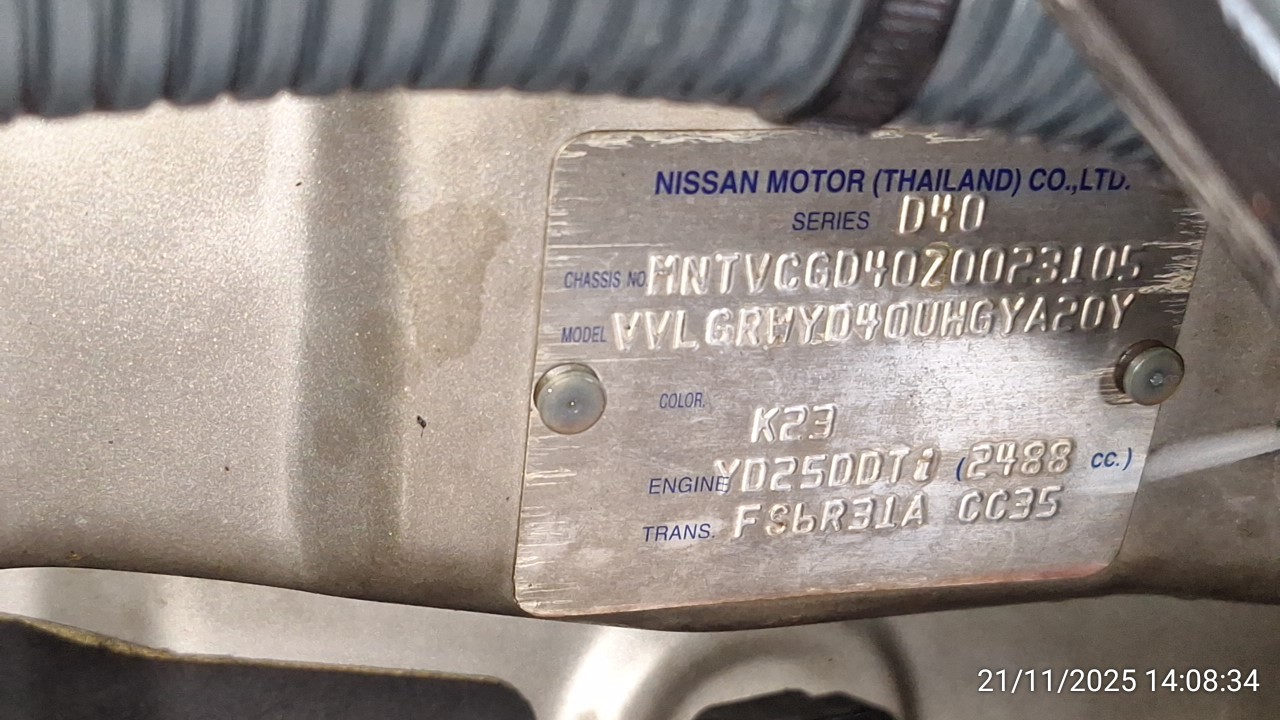 NISSAN MOTOR (THAILAND) CO.,LTD.
SERIES D40
CHASSIS NO. MNTVCGD40Z0023105
MODEL VVLGRWYD40UHGYA20Y
COLOR. K23
ENGINE YD25DDTi (2488 cc.)
TRANS. FS6R31A CC35
21/11/2025 14:08:34